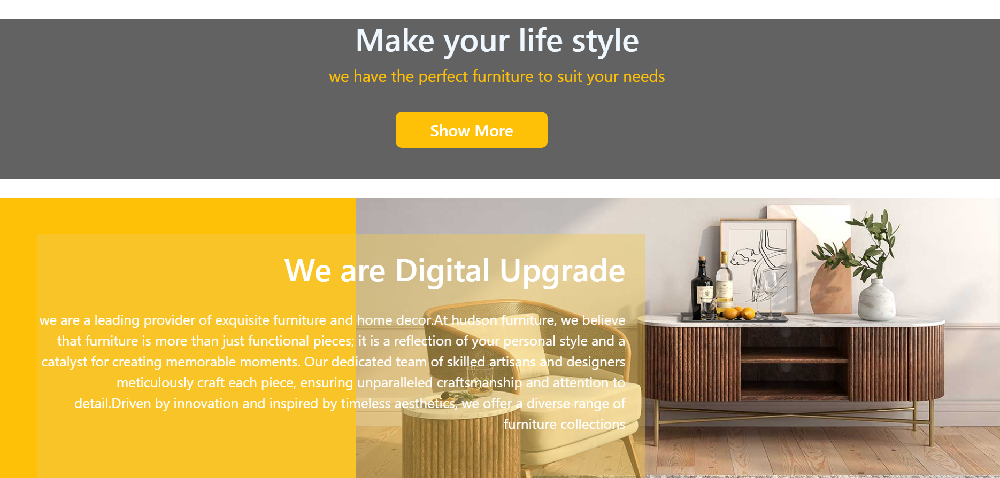 Make your life style
we have the perfect furniture to suit your needs
Show More
We are Digital Upgrade
we are a leading provider of exquisite furniture and home decor.At hudson furniture, we believe
that furniture is more than just functional pieces; it is a reflection of your personal style and a
catalyst for creating memorable moments. Our dedicated team of skilled artisans and designers
meticulously craft each piece, ensuring unparalleled craftsmanship and attention to
detail.Driven by innovation and inspired by timeless aesthetics, we offer a diverse range of
furniture collections